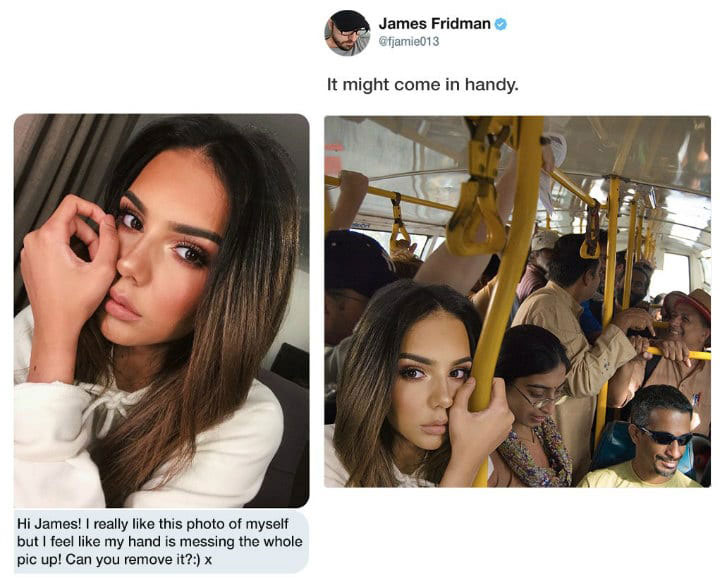 James Fridman
@fjamie013
It might come in handy.
Hi James! I really like this photo of myself
but I feel like my hand is messing the whole
pic up! Can you remove it?:) x